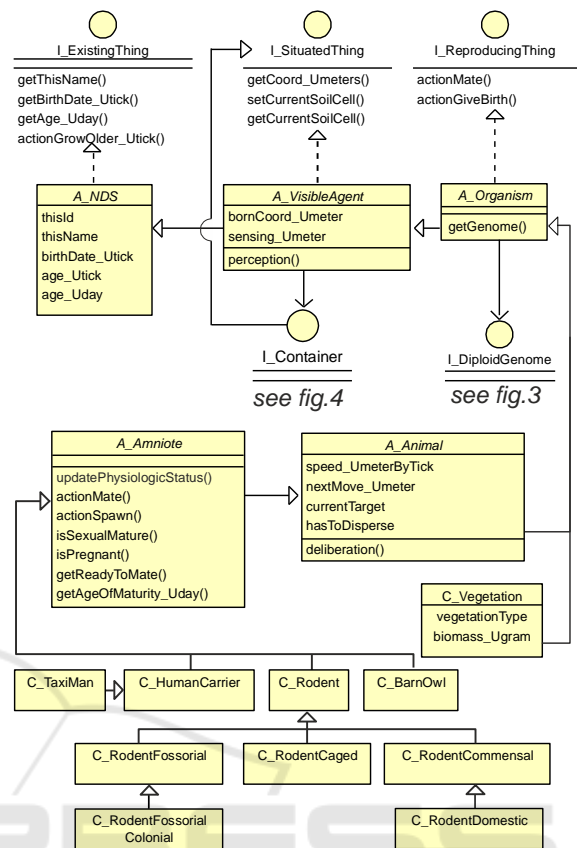 I_ExistingThing
getThisName()
getBirthDate_Utick()
getAge_Uday()
actionGrowOlder_Utick()
I_SituatedThing
getCoord_Umeters()
setCurrentSoilCell()
getCurrentSoilCell()
I_ReproducingThing
actionMate()
actionGiveBirth()
A_NDS
thisId
thisName
birthDate_Utick
age_Utick
age_Uday
A_VisibleAgent
bornCoord_Umeter
sensing_Umeter
perception()
A_Organism
getGenome()
I_Container
see fig.4
I_DiploidGenome
see fig.3
A_Amniote
updatePhysiologicStatus()
actionMate()
actionSpawn()
isSexualMature()
isPregnant()
getReadyToMate()
getAgeOfMaturity_Uday()
A_Animal
speed_UmeterByTick
nextMove_Umeter
currentTarget
hasToDisperse
deliberation()
C_Vegetation
vegetationType
biomass_Ugram
C_TaxiMan
C_HumanCarrier
C_Rodent
C_BarnOwl
C_RodentFossorial
C_RodentCaged
C_RodentCommensal
C_RodentFossorial
Colonial
C_RodentDomestic